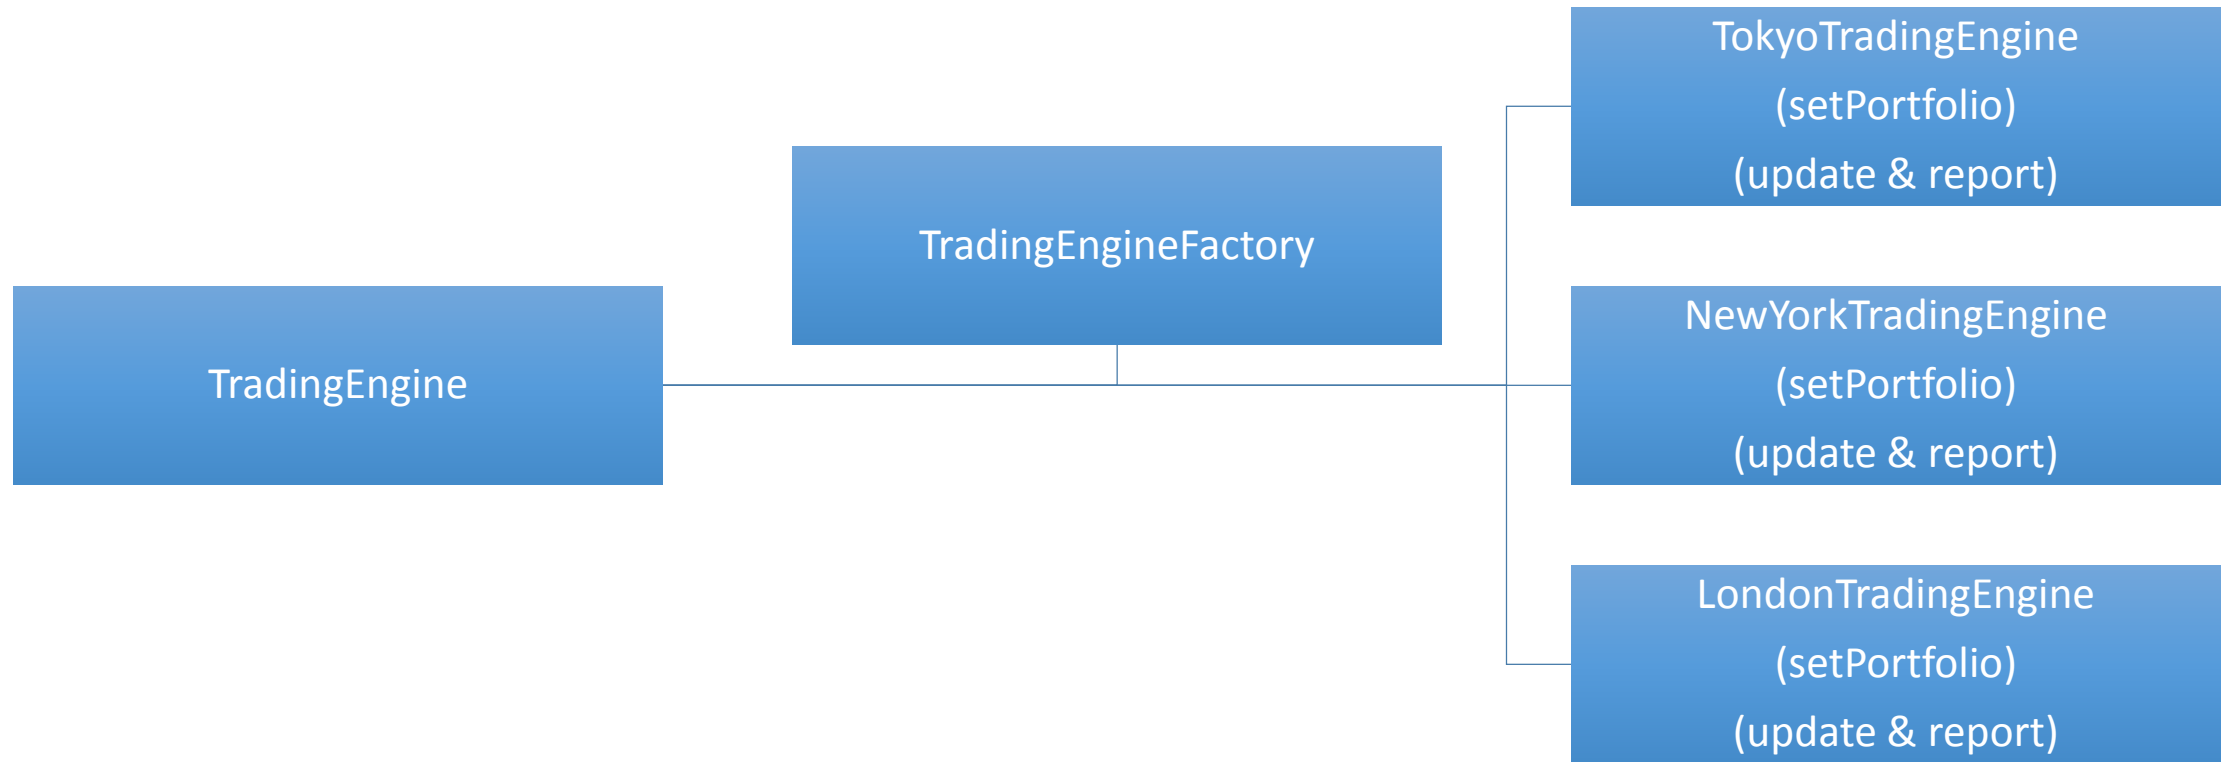 TradingEngine
TradingEngineFactory
TokyoTradingEngine
(setPortfolio)
(update & report)
NewYorkTradingEngine
(setPortfolio)
(update & report)
LondonTradingEngine
(setPortfolio)
(update & report)